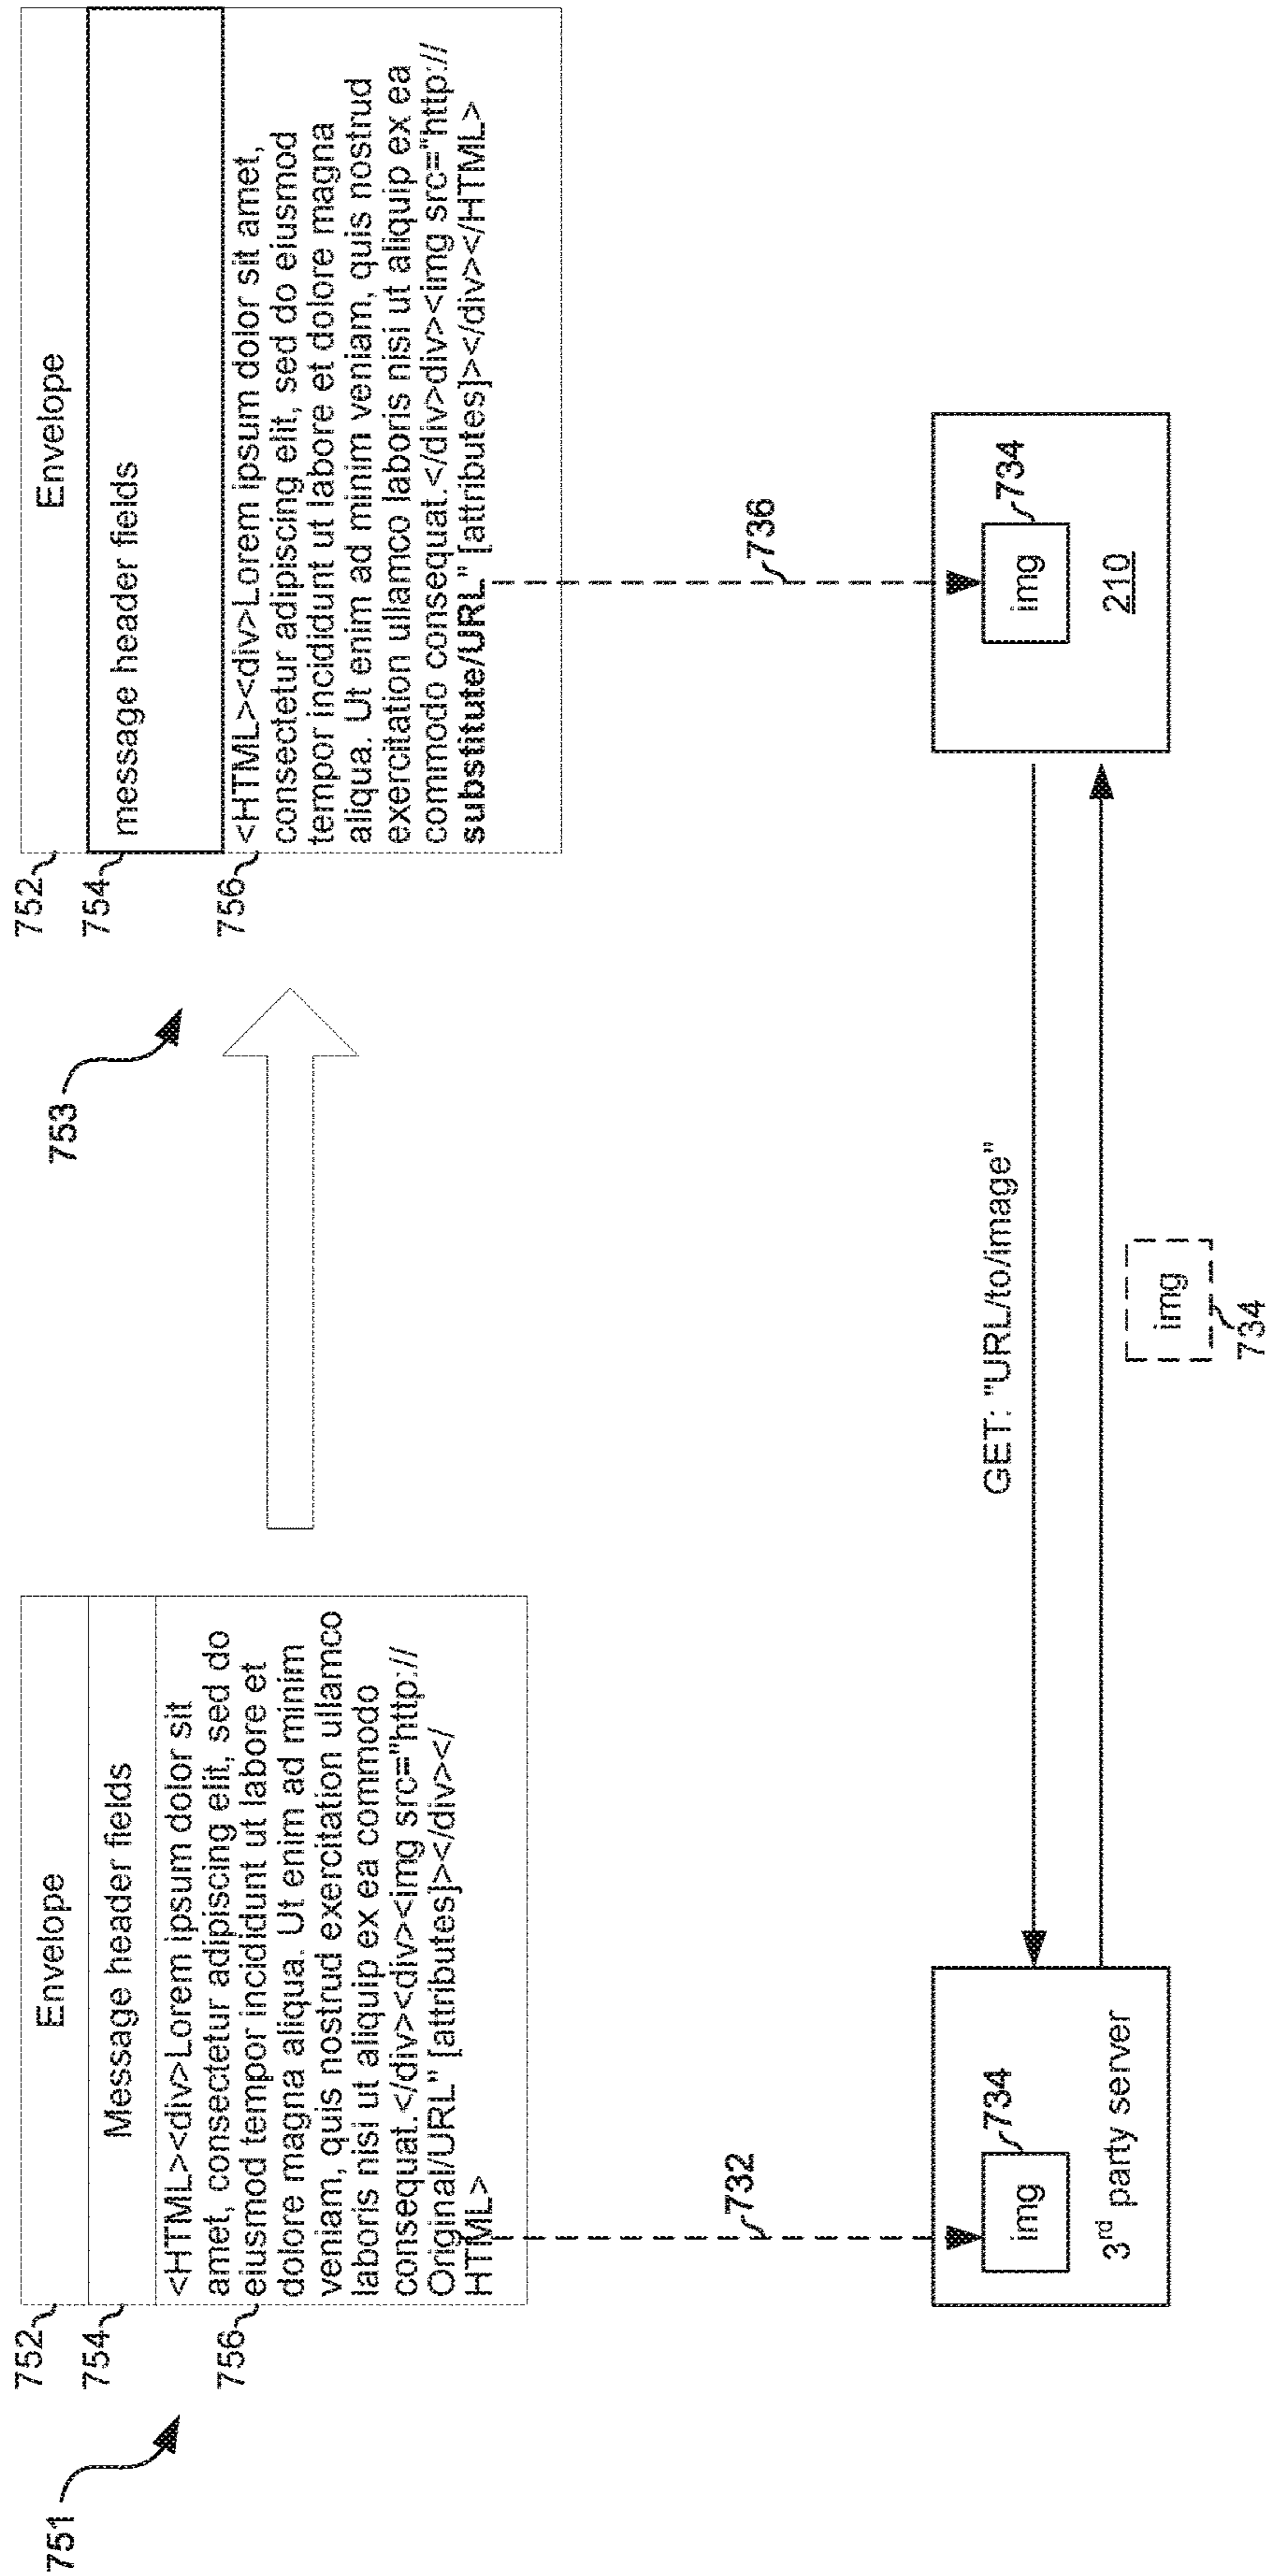 751
752
Envelope
754
Message header fields
756
<HTML><div>Lorem ipsum dolor sit
amet, consectetur adipiscing elit, sed do
eiusmod tempor incididunt ut labore et
dolore magna aliqua. Ut enim ad minim
veniam, quis nostrud exercitation ullamco
laboris nisi ut aliquip ex ea commodo
consequat.</div><div><img src="http://
Original/URL" [attributes]></div></
HTML>
753
752
Envelope
754
message header fields
756
<HTML><div>Lorem ipsum dolor sit amet,
consectetur adipiscing elit, sed do eiusmod
tempor incididunt ut labore et dolore magna
aliqua. Ut enim ad minim veniam, quis nostrud
exercitation ullamco laboris nisi ut aliquip ex ea
commodo consequat.</div>div><img src="http://
substitute/URL" [attributes]></div></HTML>
732
736
img
734
3rd party server
GET: "URL/to/image"
img
734
img
734
210